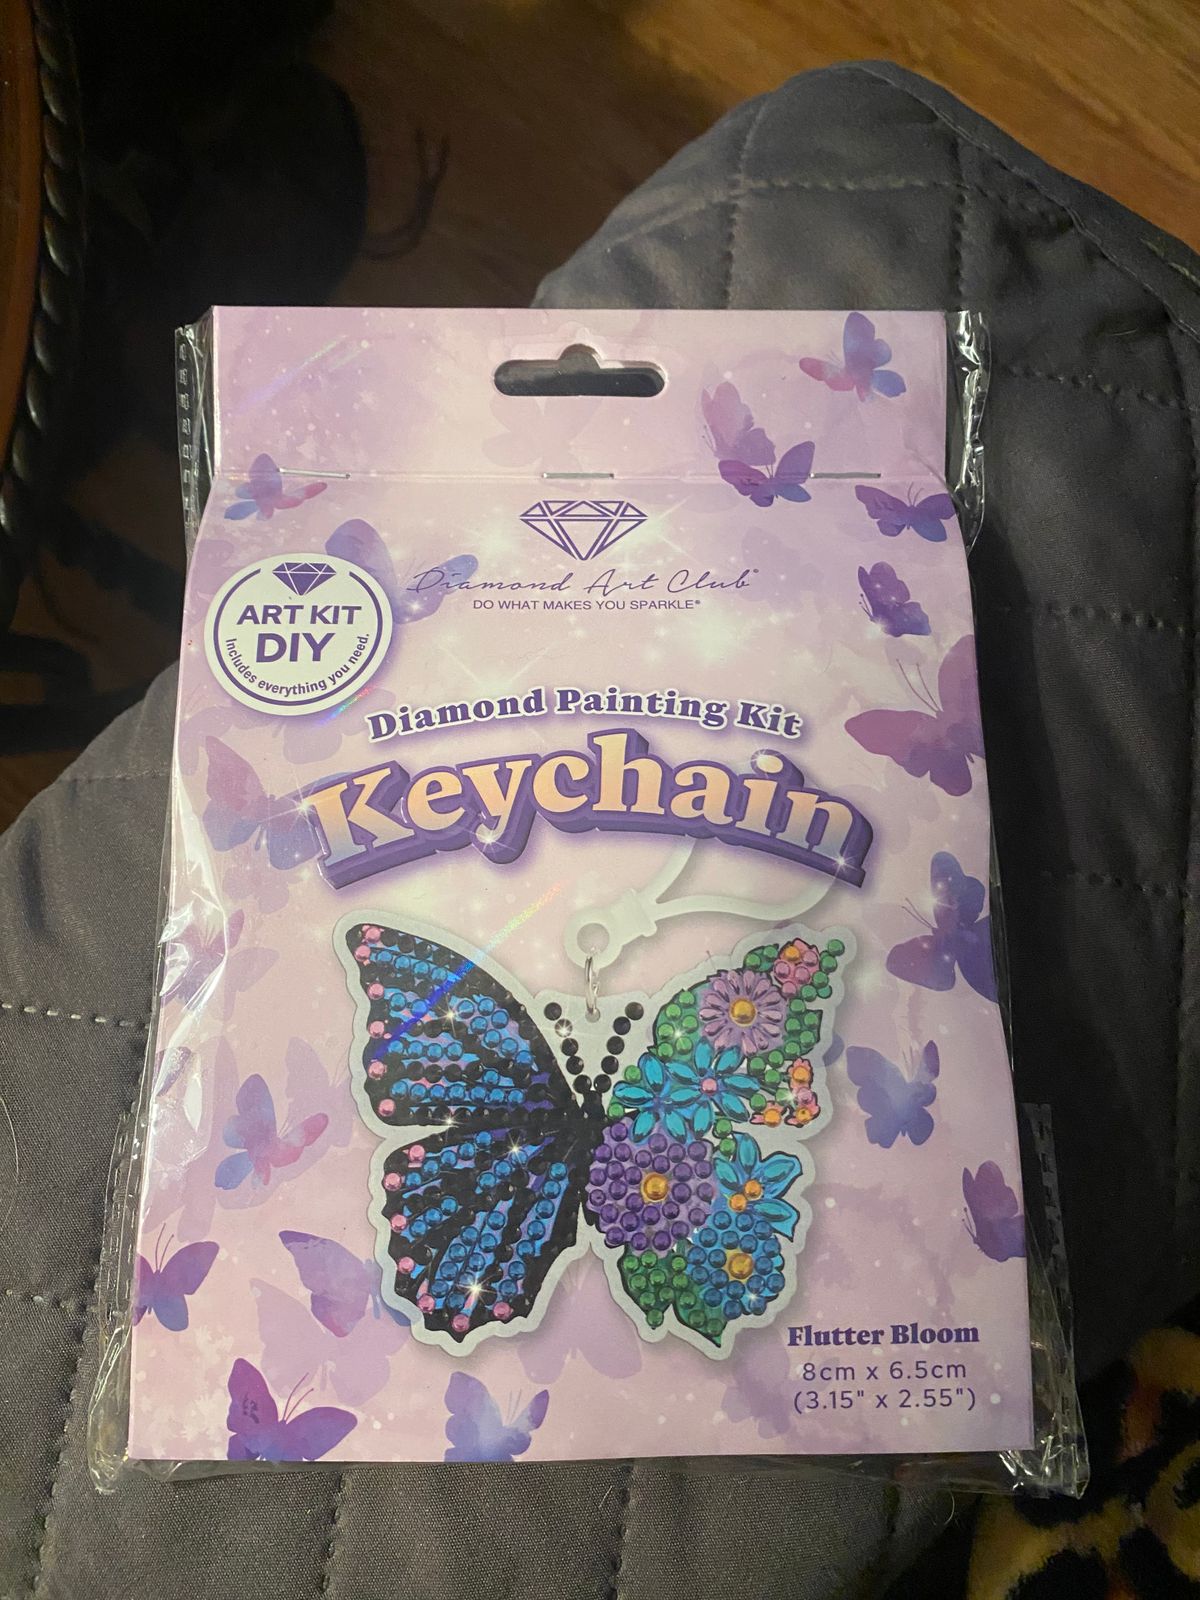 Diamond Art Club®
DO WHAT MAKES YOU SPARKLE®
ART KIT
DIY
Includes everything you need.
Diamond Painting Kit
Keychain
Flutter Bloom
8cm x 6.5cm
(3.15" x 2.55")